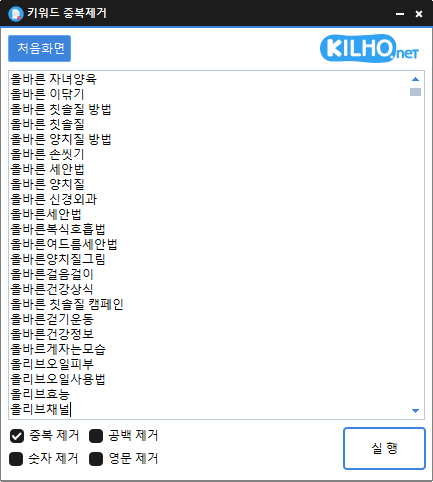 키워드 중복제거
처음화면
KILHO.net
올바른 자녀양육
올바른 이닦기
올바른 칫솔질 방법
올바른 칫솔질
올바른 양치질 방법
올바른 손씻기
올바른 세안법
올바른 양치질
올바른 신경외과
올바른세안법
올바른복식호흡법
올바른여드름세안법
올바른양치질그림
올바른걸음걸이
올바른건강상식
올바른 칫솔질 캠페인
올바른걷기운동
올바른건강정보
올바르게자는모습
올리브오일피부
올리브오일사용법
올리브효능
올리브채널
중복 제거 공백 제거
숫자 제거 영문 제거
실 행